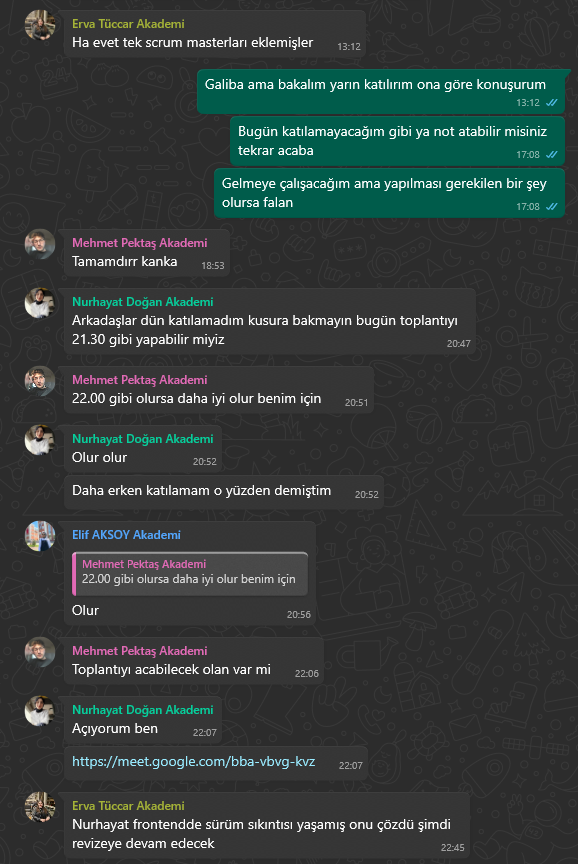 Erva Tüccar Akademi
Ha evet tek scrum masterları eklemişler
13:12
Galiba ama bakalım yarın katılırım ona göre konuşurum
13:12
Bugün katılamayacağım gibi ya not atabilir misiniz
tekrar acaba
17:08
Gelmeye çalışacağım ama yapılması gerekilen bir şey
olursa falan
17:08
Mehmet Pektaş Akademi
Tamamdırr kanka
18:53
Nurhayat Doğan Akademi
Arkadaşlar dün katılamadım kusura bakmayın bugün toplantıyı
21.30 gibi yapabilir miyiz
20:47
Mehmet Pektaş Akademi
22.00 gibi olursa daha iyi olur benim için
20:51
Nurhayat Doğan Akademi
Olur olur
20:52
Daha erken katılamam o yüzden demiştim
20:52
Elif AKSOY Akademi
Mehmet Pektaş Akademi
22.00 gibi olursa daha iyi olur benim için
Olur
20:56
Mehmet Pektaş Akademi
Toplantıyı acabilecek olan var mi
22:06
Nurhayat Doğan Akademi
Açıyorum ben
22:07
https://meet.google.com/bba-vbvg-kvz
22:07
Erva Tüccar Akademi
Nurhayat frontendde sürüm sıkıntısı yaşamış onu çözdü şimdi
revizeye devam edecek
22:45